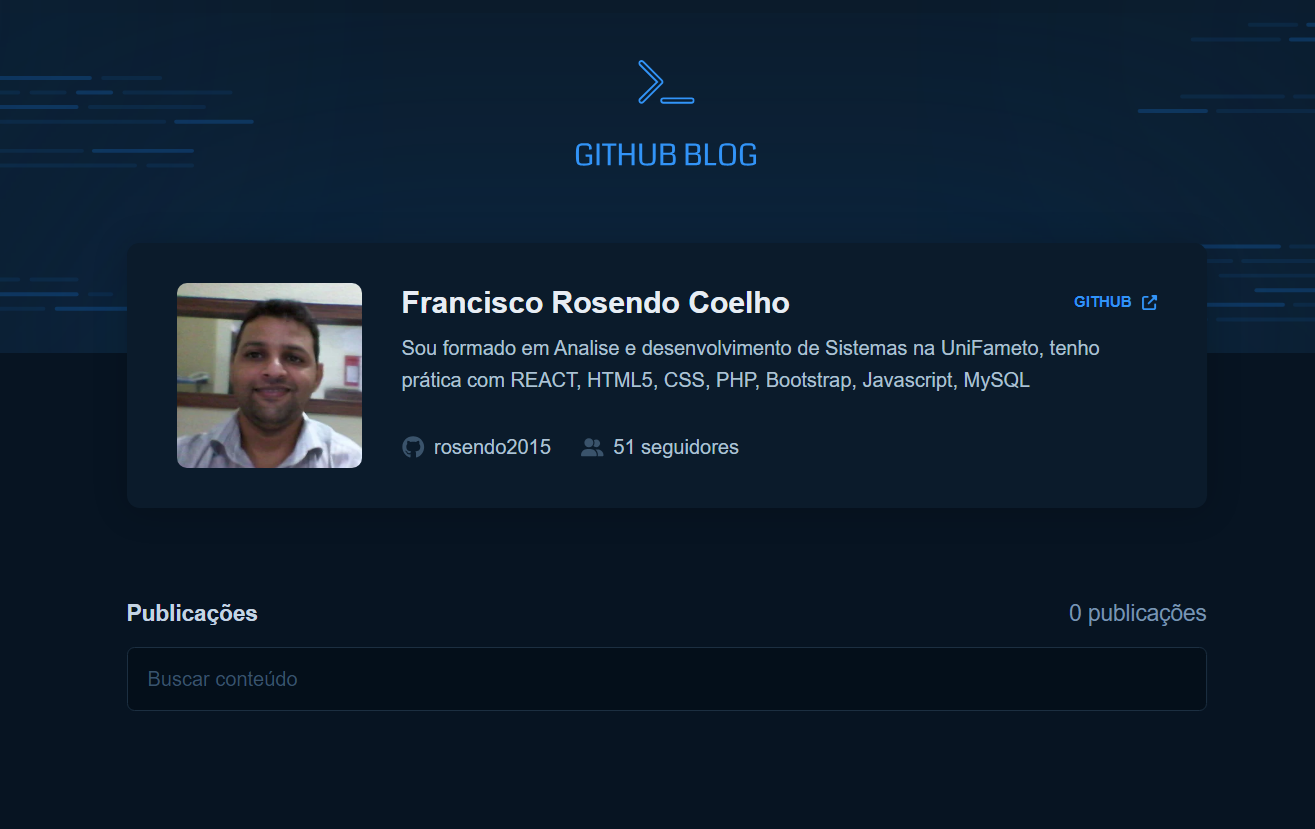 GITHUB BLOG
Francisco Rosendo Coelho
GITHUB
Sou formado em Analise e desenvolvimento de Sistemas na UniFameto, tenho
prática com REACT, HTML5, CSS, PHP, Bootstrap, Javascript, MySQL
rosendo2015 51 seguidores
Publicações
0 publicações
Buscar conteúdo